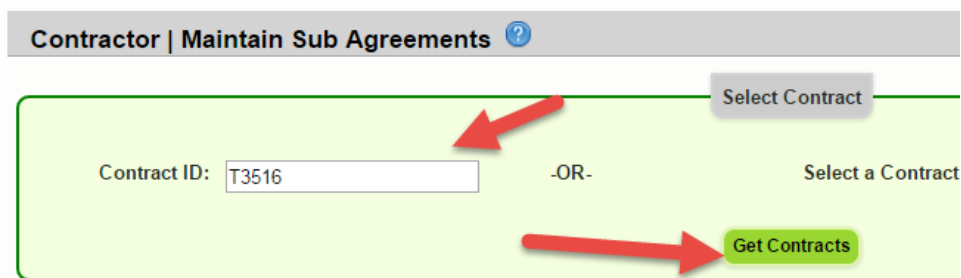 Contractor | Maintain Sub Agreements ?
Select Contract
Contract ID: T3516 -OR- Select a Contract
Get Contracts